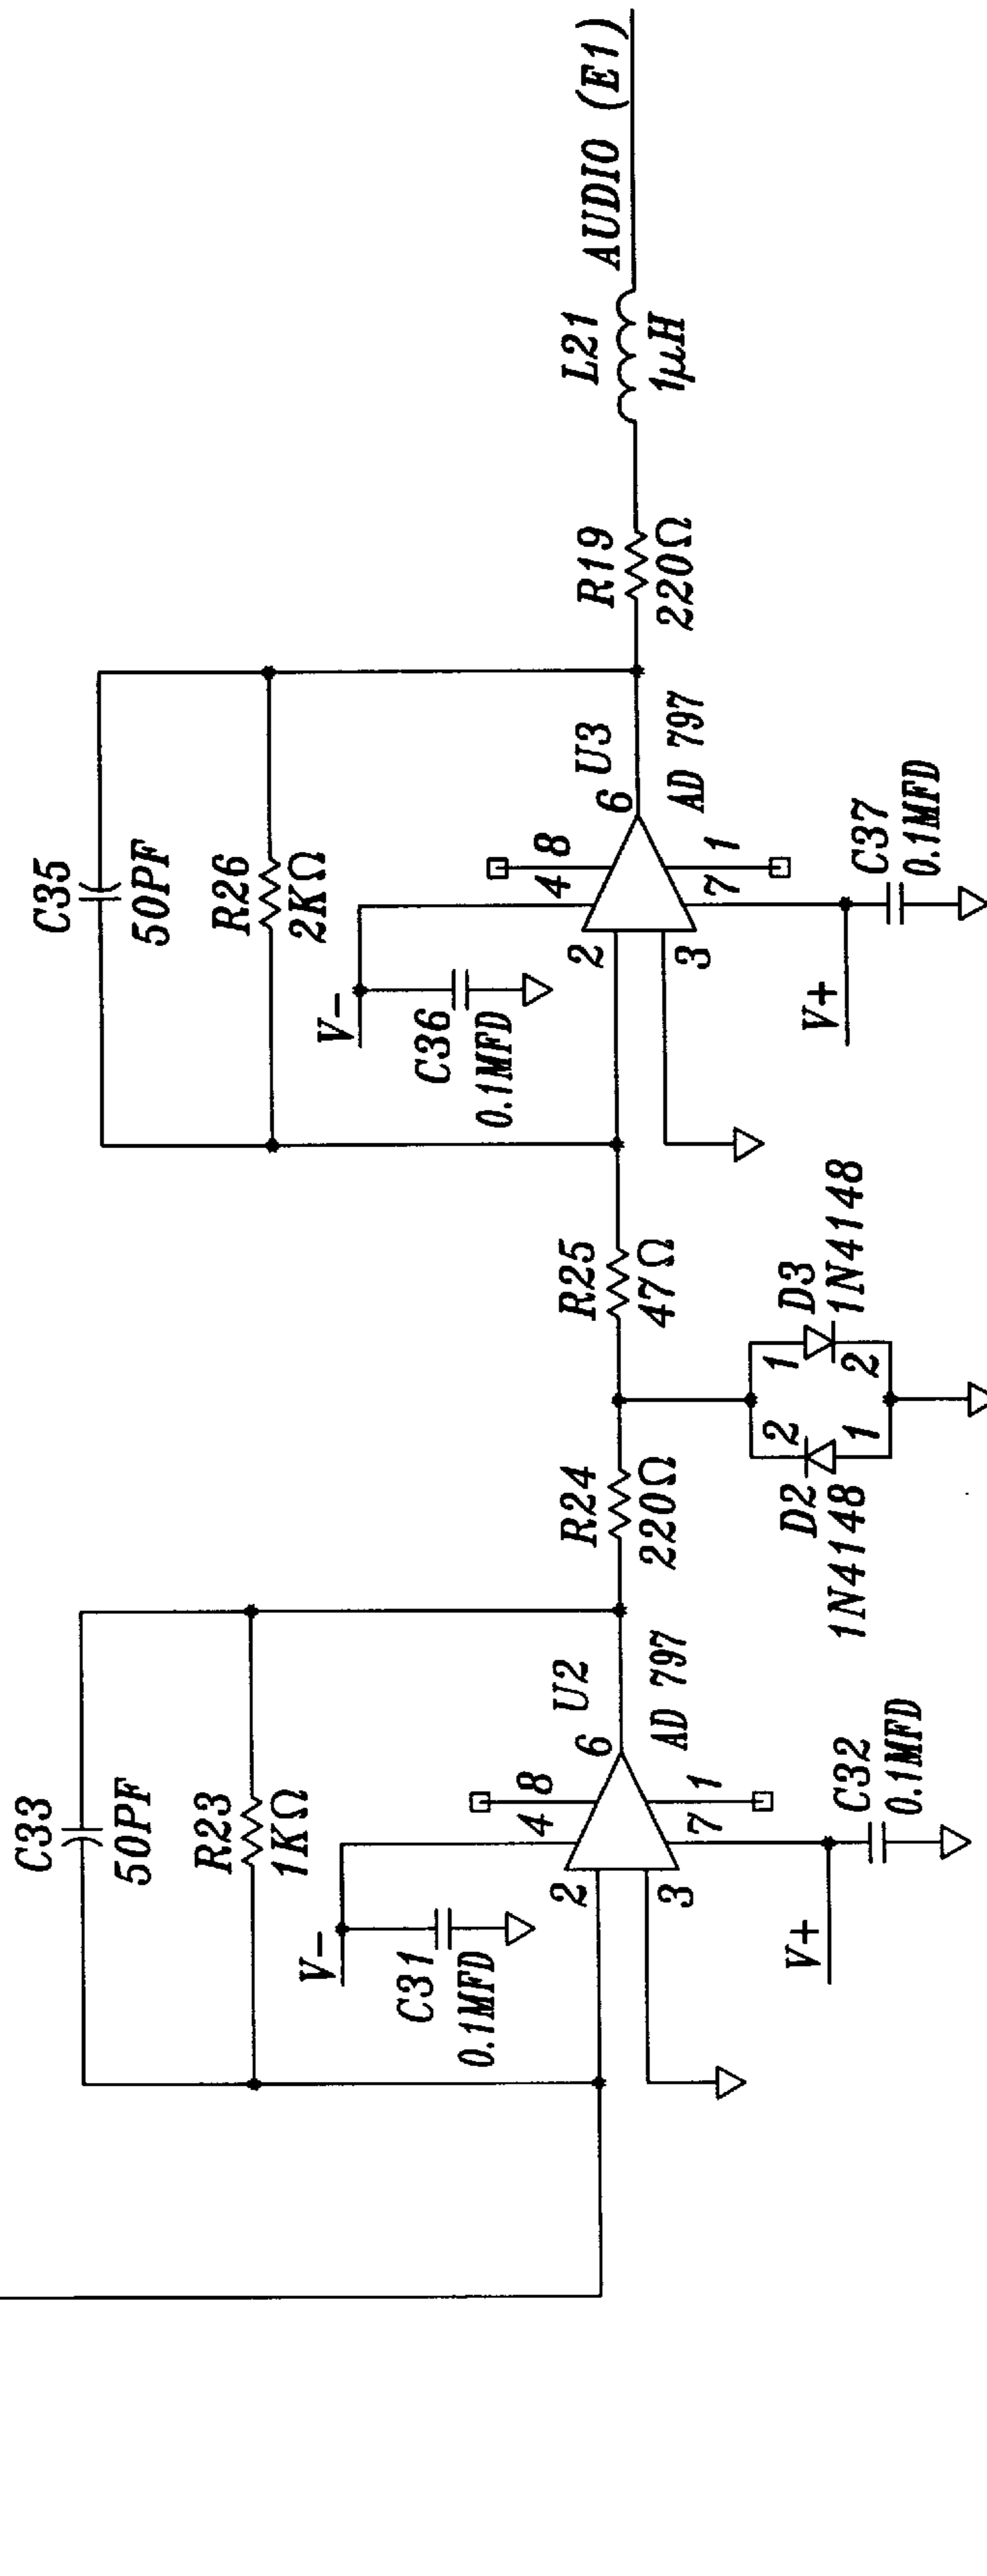 C33
50PF
R23
1KΩ
V-
C31
0.1MFD
2
3
4
8
6
7
1
U2
AD 797
V+
C32
0.1MFD
R24
220Ω
D2
1N4148
2
1
1
2
D3
1N4148
R25
47Ω
C35
50PF
R26
2KΩ
V-
C36
0.1MFD
2
3
4
8
6
7
1
U3
AD 797
V+
C37
0.1MFD
R19
220Ω
L21
1μH
AUDIO (E1)